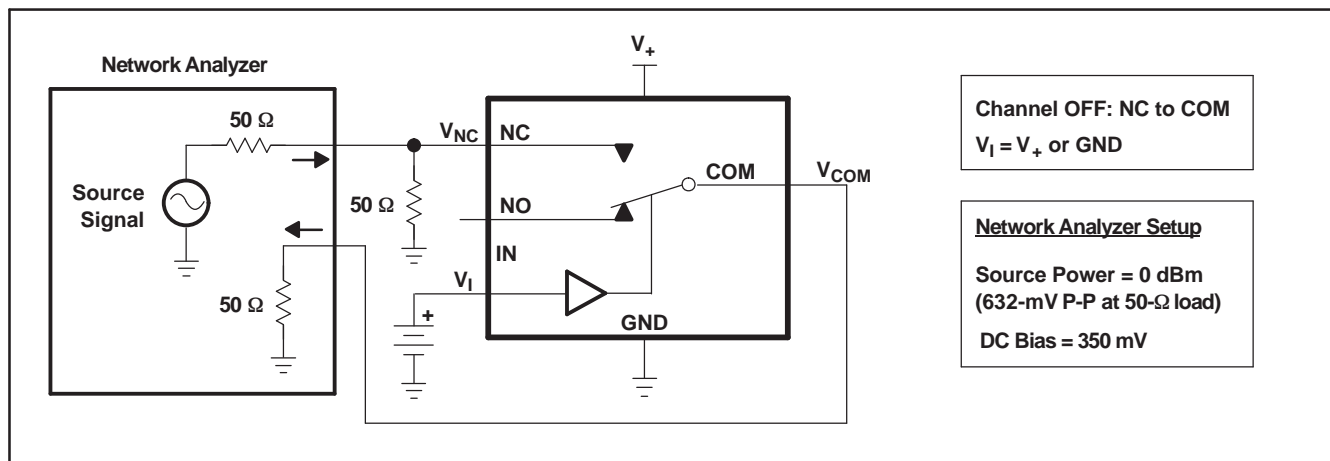 Network Analyzer
50 Ω
Source
Signal
50 Ω
50 Ω
V+
VNC
NC
NO
IN
VI
+
COM
VCOM
GND
Channel OFF: NC to COM
VI = V+ or GND
Network Analyzer Setup
Source Power = 0 dBm
(632-mV P-P at 50-Ω load)
DC Bias = 350 mV